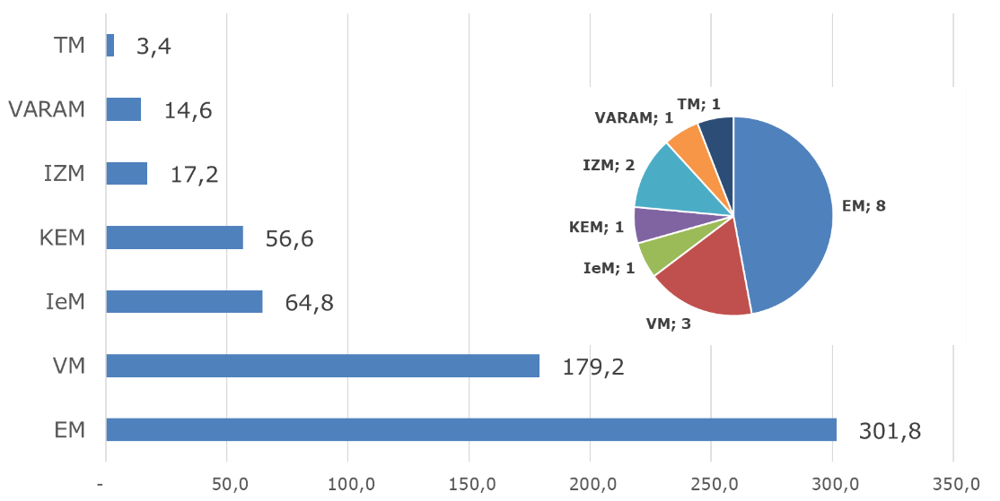 TM 3,4
VARAM 14,6
IZM 17,2
KEM 56,6
IeM 64,8
VM 179,2
EM 301,8
- 50,0 100,0 150,0 200,0 250,0 300,0 350,0
TM; 1
VARAM; 1
IZM; 2
EM; 8
KEM; 1
IeM; 1
VM; 3